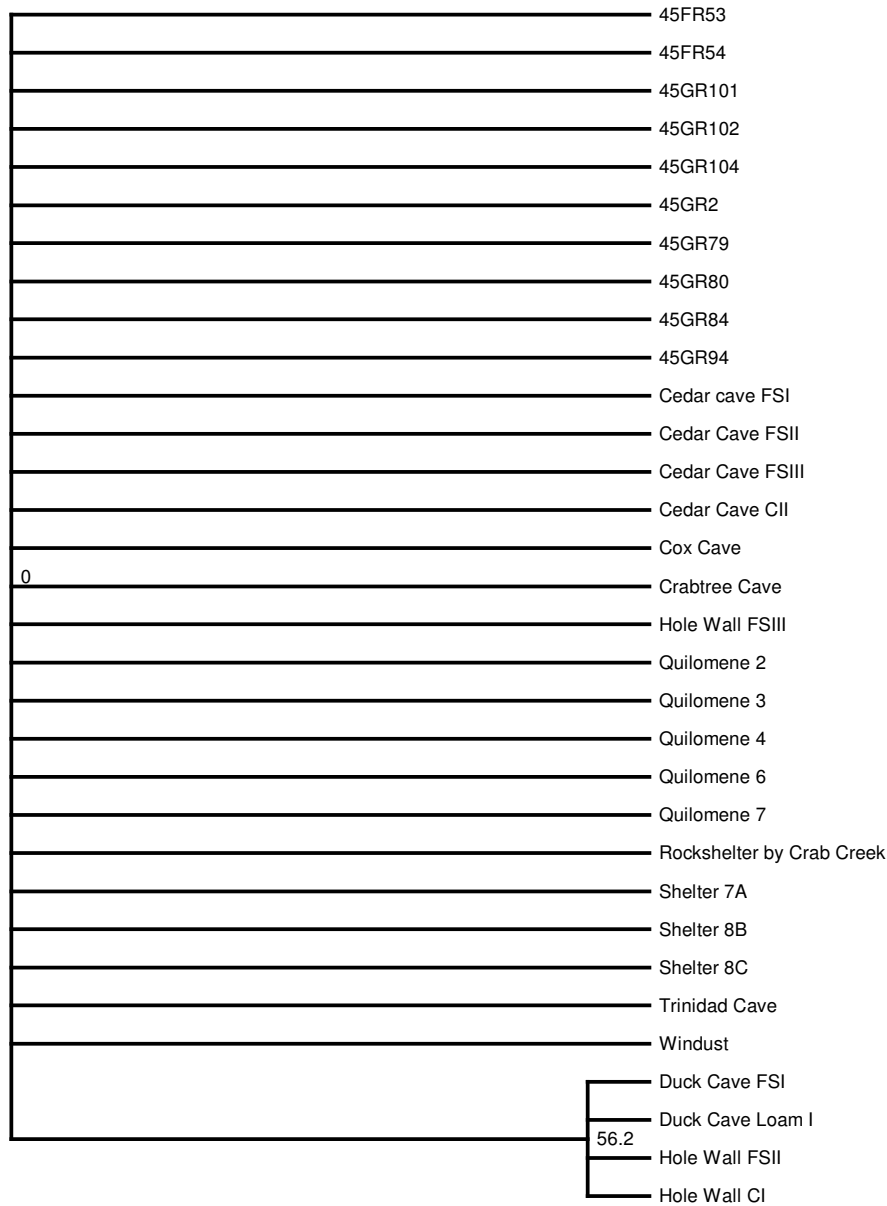 45FR53
45FR54
45GR101
45GR102
45GR104
45GR2
45GR79
45GR80
45GR84
45GR94
Cedar cave FSI
Cedar Cave FSII
Cedar Cave FSIII
Cedar Cave CII
Cox Cave
0
Crabtree Cave
Hole Wall FSIII
Quilomene 2
Quilomene 3
Quilomene 4
Quilomene 6
Quilomene 7
Rockshelter by Crab Creek
Shelter 7A
Shelter 8B
Shelter 8C
Trinidad Cave
Windust
Duck Cave FSI
Duck Cave Loam I
56.2
Hole Wall FSII
Hole Wall CI